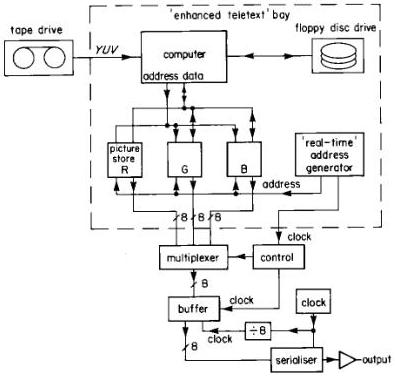 'enhanced teletext' bay
tape drive
floppy disc drive
YUV
computer
address data
picture store R
G
B
'real-time' address generator
address
8 8 8
clock
multiplexer
control
8
buffer
clock
clock
÷8
clock
8
serialiser
output